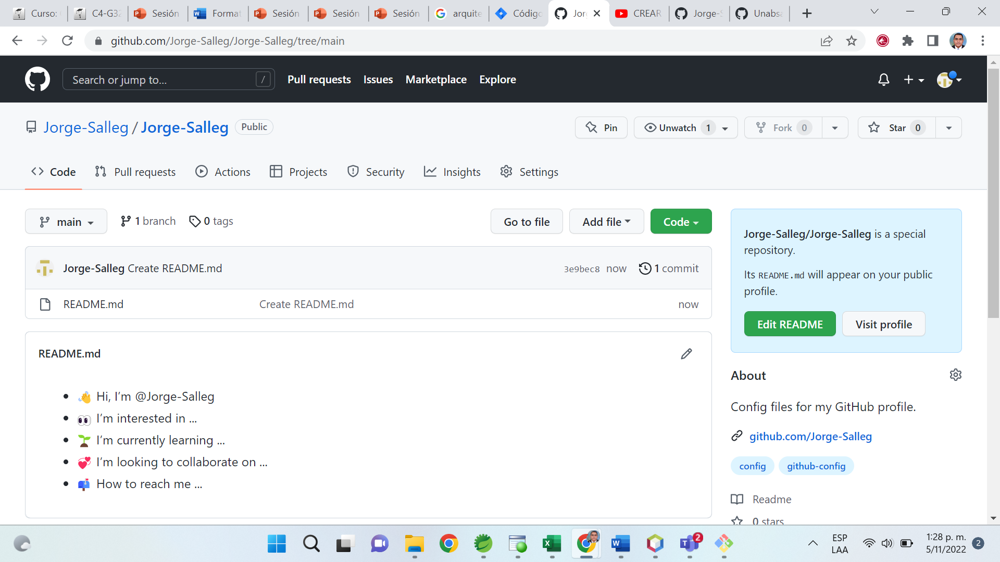 Curso: C4-G32 Sesión Format Sesión Sesión Sesión arquite Código Jor CREAR Jorge-S Unabsa
github.com/Jorge-Salleg/Jorge-Salleg/tree/main
Search or jump to... / Pull requests Issues Marketplace Explore
Jorge-Salleg / Jorge-Salleg Public Pin Unwatch 1 Fork 0 Star 0
Code Pull requests Actions Projects Security Insights Settings
main 1 branch 0 tags Go to file Add file Code
Jorge-Salleg Create README.md 3e9bec8 now 1 commit
README.md Create README.md now
README.md
Hi, I’m @Jorge-Salleg
I’m interested in ...
I’m currently learning ...
I’m looking to collaborate on ...
How to reach me ...
Jorge-Salleg/Jorge-Salleg is a special
repository.
Its README.md will appear on your public
profile.
Edit README Visit profile
About
Config files for my GitHub profile.
github.com/Jorge-Salleg
config github-config
Readme
0 stars
2
ESP
LAA
1:28 p. m.
5/11/2022
2